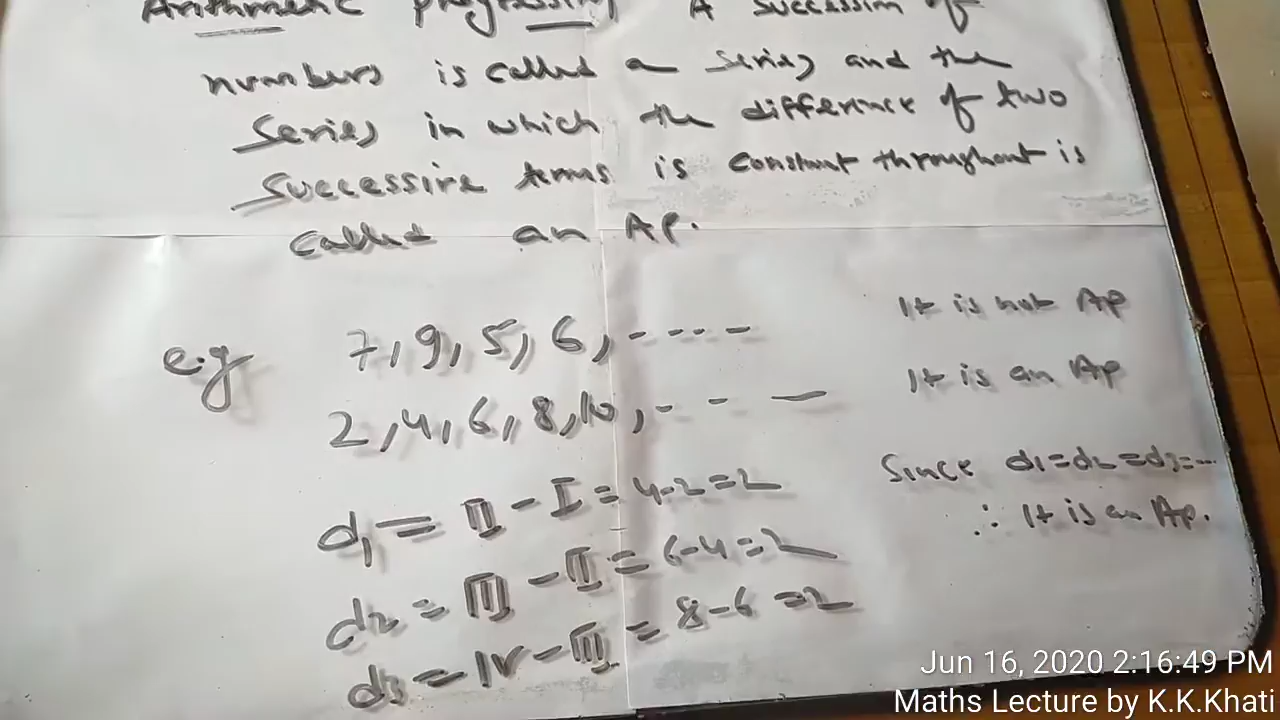 Arithmetic progression A succession of
numbers is called a series and the
series in which the difference of two
successive terms is constant throughout is
called an AP.
e.g 7, 9, 5, 6, ---- It is not AP
2, 4, 6, 8, 10, - - — It is an AP
d1 = II - I = 4-2=2 Since d1=d2=d3=...
d2 = III - II = 6-4=2 ∴ It is an AP.
d3 = IV - III = 8-6=2
Jun 16, 2020 2:16:49 PM
Maths Lecture by K.K.Khati